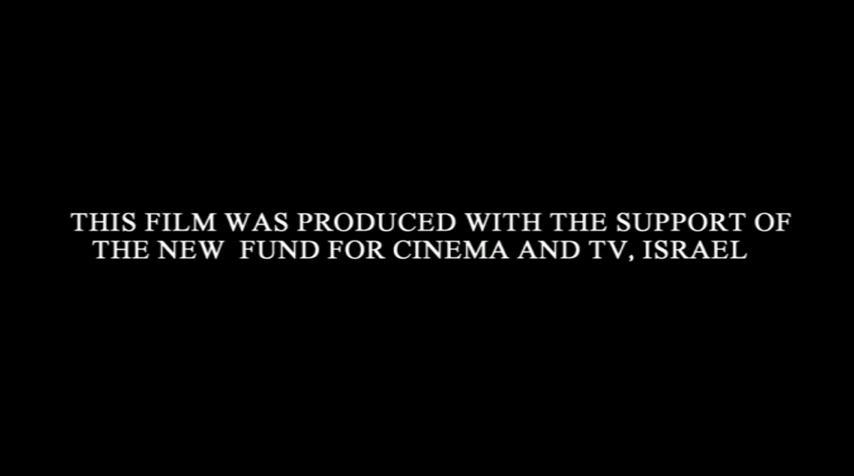 THIS FILM WAS PRODUCED WITH THE SUPPORT OF
THE NEW  FUND FOR CINEMA AND TV, ISRAEL